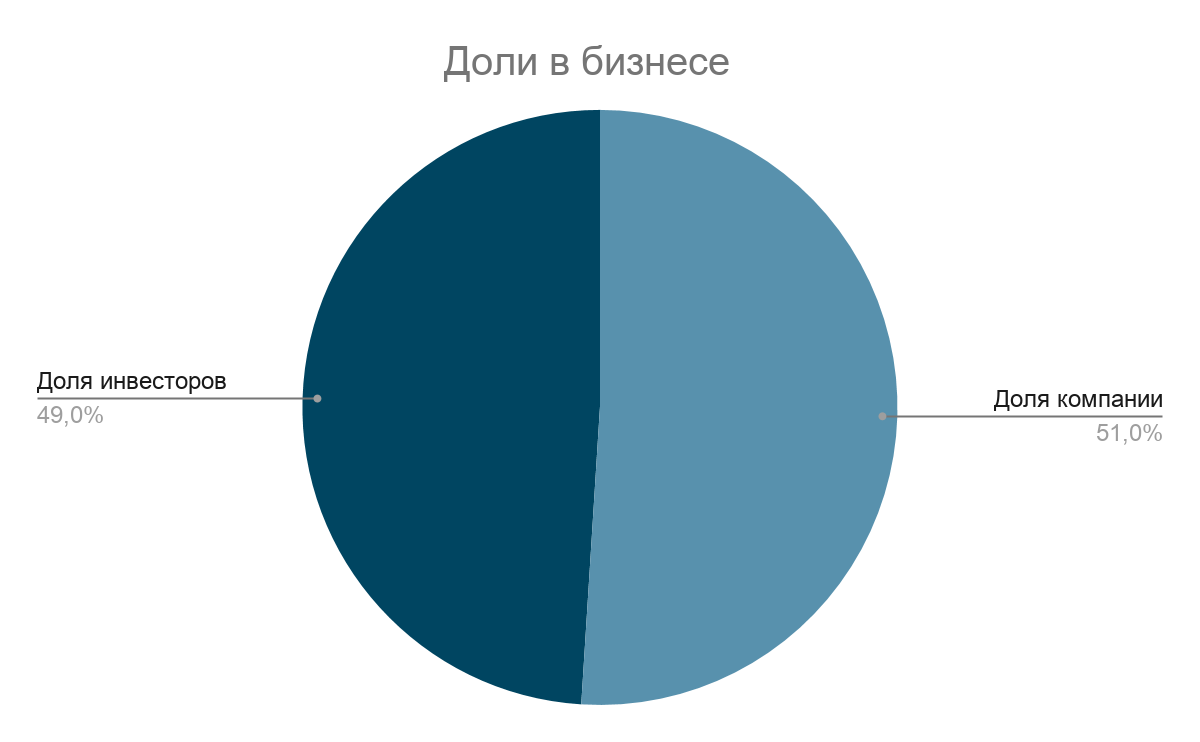 Доли в бизнесе
Доля инвесторов
49,0%
Доля компании
51,0%